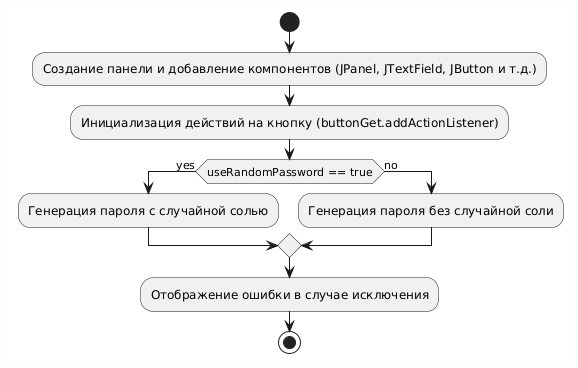 Создание панели и добавление компонентов (JPanel, JTextField, JButton и т.д.)
Инициализация действий на кнопку (buttonGet.addActionListener)
yes
useRandomPassword == true
no
Генерация пароля с случайной солью
Генерация пароля без случайной соли
Отображение ошибки в случае исключения